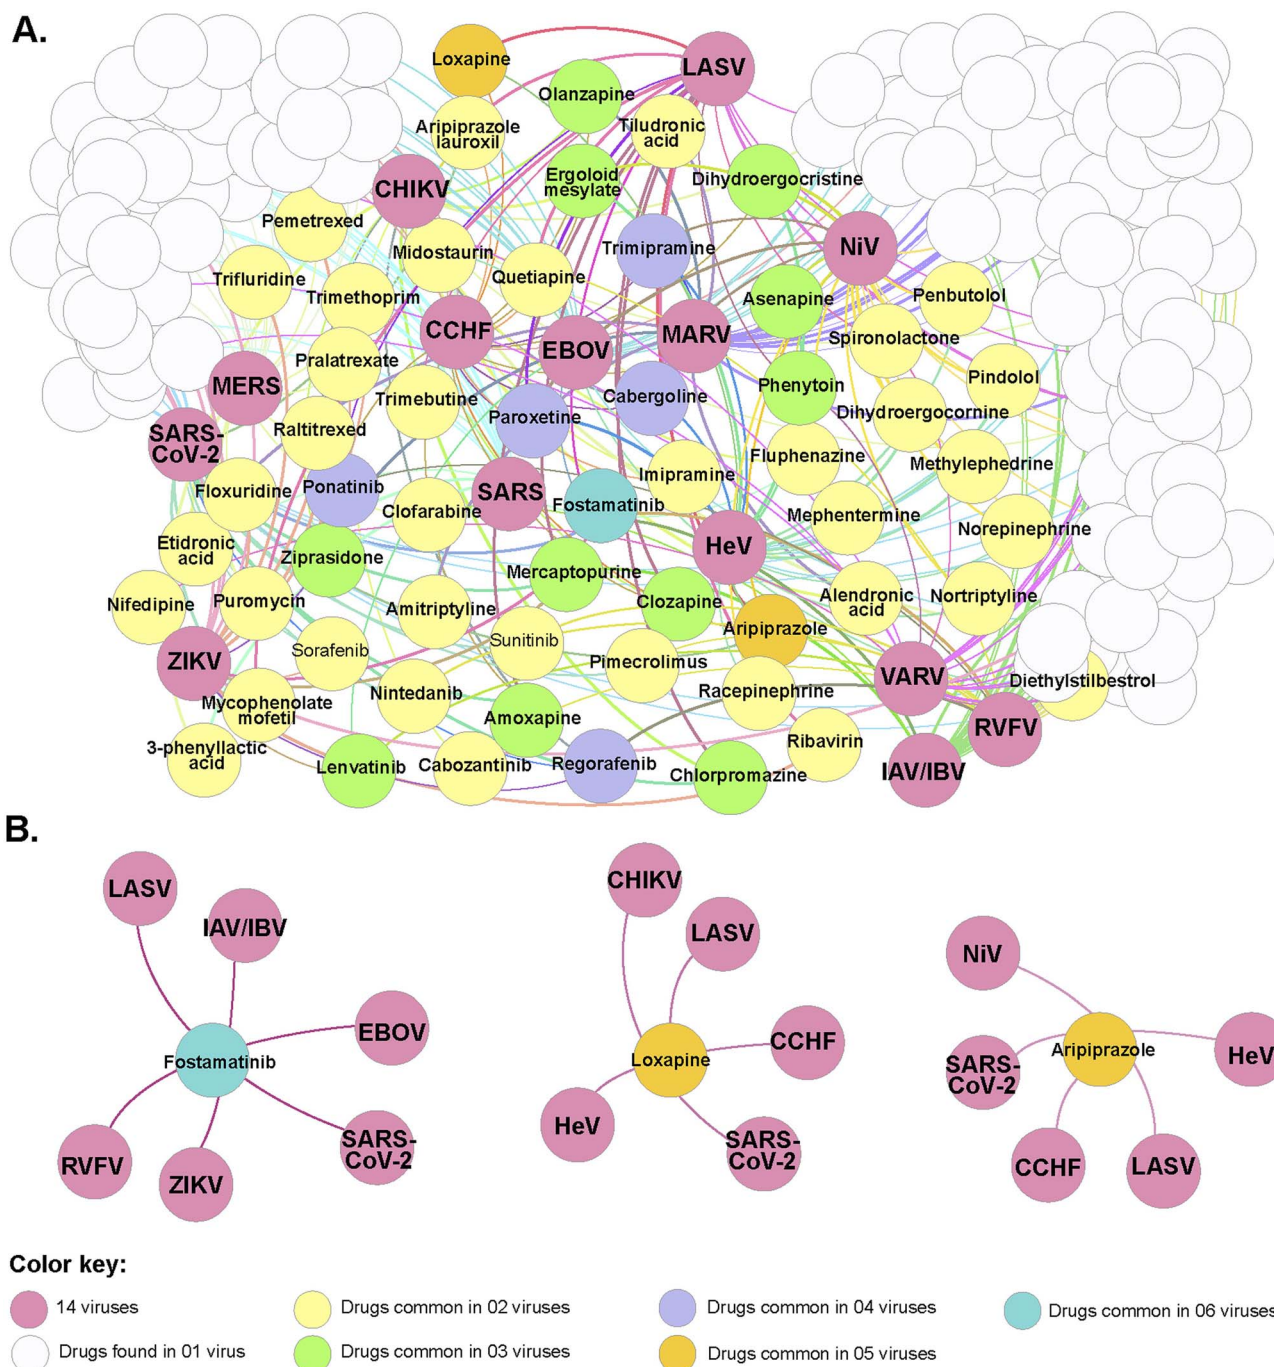 A.
Loxapine
LASV
Olanzapine
Aripiprazole
lauroxil
Tiludronic
acid
CHIKV
Ergoloid
mesylate
Dihydroergocristine
Pemetrexed
Midostaurin
Trimipramine
NiV
Trifluridine
Trimethoprim
Quetiapine
Asenapine
Penbutolol
CCHF
EBOV
MARV
Spironolactone
Pralatrexate
MERS
Trimebutine
Cabergoline
Phenytoin
Pindolol
Paroxetine
Dihydroergocornine
SARS-
CoV-2
Raltitrexed
Fluphenazine
Methylephedrine
Floxuridine
Ponatinib
SARS
Imipramine
Clofarabine
Fostamatinib
Mephentermine
Norepinephrine
Etidronic
acid
Ziprasidone
HeV
Mercaptopurine
Nifedipine
Puromycin
Amitriptyline
Clozapine
Alendronic
acid
Nortriptyline
Aripiprazole
ZIKV
Sorafenib
Sunitinib
Pimecrolimus
VARV
Diethylstilbestrol
Mycophenolate
mofetil
Nintedanib
Racepinephrine
Amoxapine
RVFV
3-phenyllactic
acid
Lenvatinib
Cabozantinib
Regorafenib
Chlorpromazine
Ribavirin
IAV/IBV
B.
LASV
IAV/IBV
EBOV
Fostamatinib
SARS-
CoV-2
RVFV
ZIKV
CHIKV
LASV
CCHF
Loxapine
HeV
SARS-
CoV-2
NiV
Aripiprazole
HeV
SARS-
CoV-2
CCHF
LASV
Color key:
14 viruses
Drugs common in 02 viruses
Drugs common in 04 viruses
Drugs common in 06 viruses
Drugs found in 01 virus
Drugs common in 03 viruses
Drugs common in 05 viruses